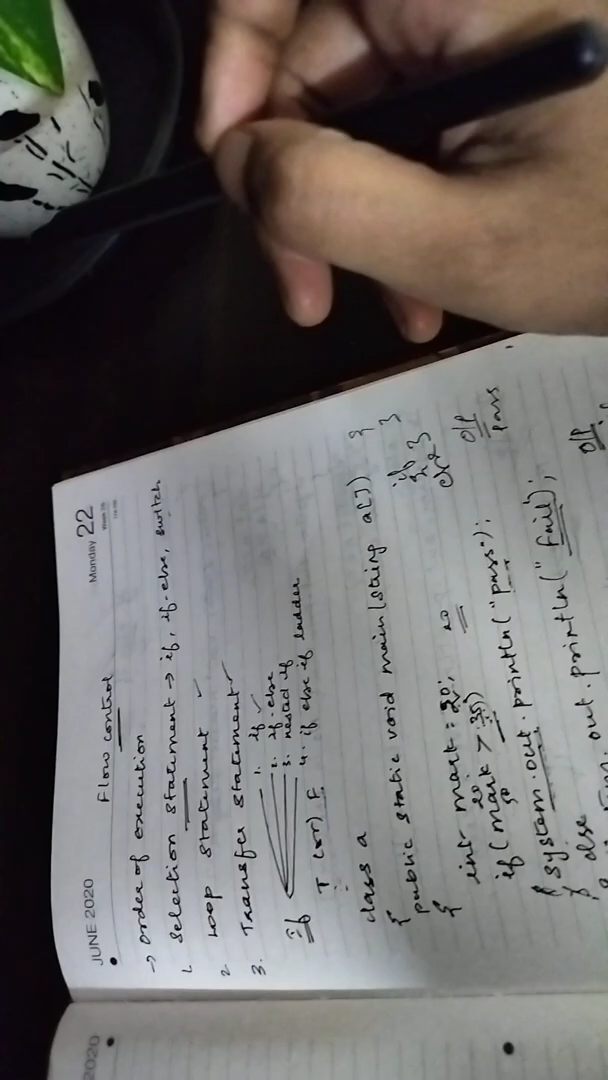 JUNE 2020
Monday 22
Flow control
→ order of execution
1. Selection Statement → if, if-else, switch
2 Loop Statement
3. Transfer Statement
if
1. if
2. if-else
3. nested if
4. if else if ladder
T (or) F
class a
{
public static void main(String a[])
{
int mark = 50; 20
if (mark > 35)
{ System.out.println("pass");
} else
out.println("fail");
if
else
O/P
Pass
O/P
2020